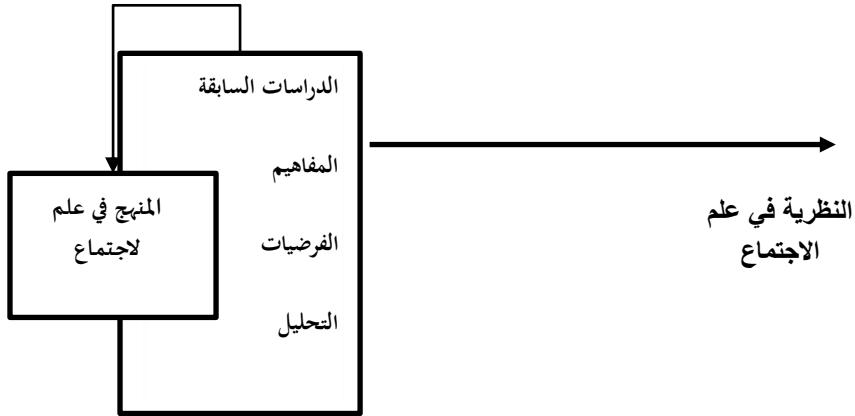 الدراسات السابقة
المفاهيم
الفرضيات
التحليل
المنهج في علم
لاجتماع
النظرية في علم
الاجتماع